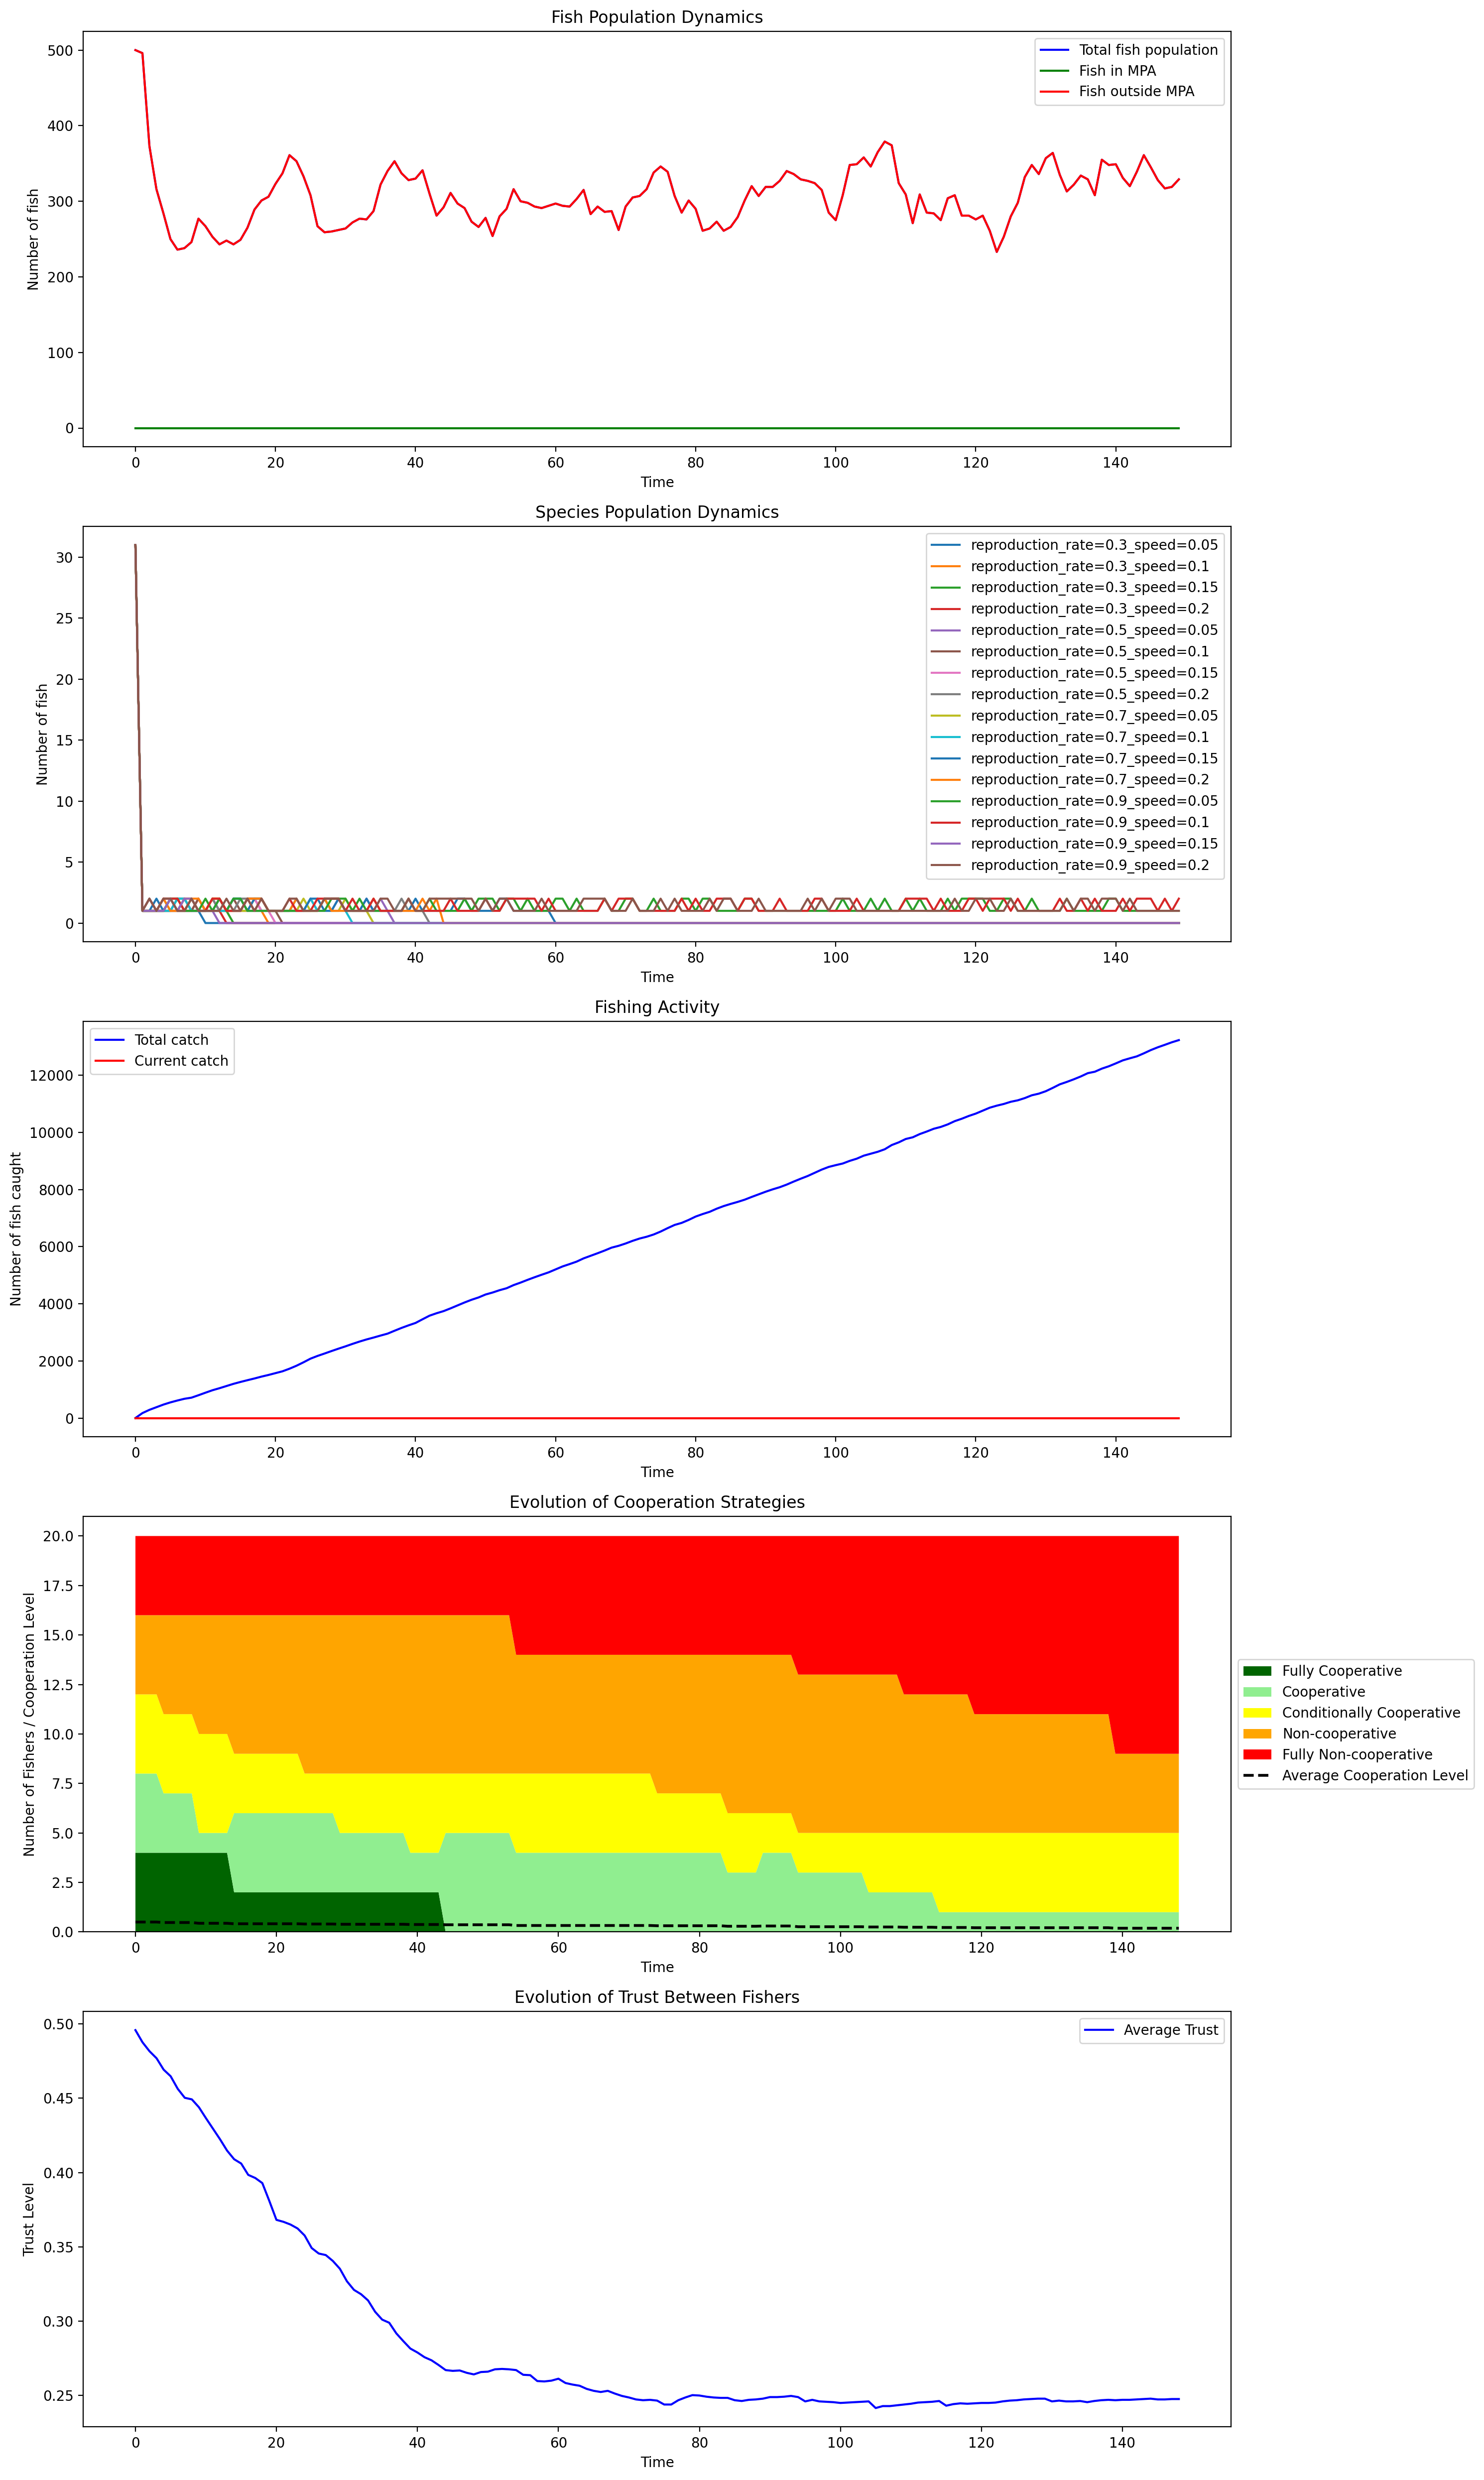 Fish Population Dynamics
Number of fish
500
400
300
200
100
0
Total fish population
Fish in MPA
Fish outside MPA
0 20 40 60 80 100 120 140
Time
Species Population Dynamics
Number of fish
30
25
20
15
10
5
0
reproduction_rate=0.3_speed=0.05
reproduction_rate=0.3_speed=0.1
reproduction_rate=0.3_speed=0.15
reproduction_rate=0.3_speed=0.2
reproduction_rate=0.5_speed=0.05
reproduction_rate=0.5_speed=0.1
reproduction_rate=0.5_speed=0.15
reproduction_rate=0.5_speed=0.2
reproduction_rate=0.7_speed=0.05
reproduction_rate=0.7_speed=0.1
reproduction_rate=0.7_speed=0.15
reproduction_rate=0.7_speed=0.2
reproduction_rate=0.9_speed=0.05
reproduction_rate=0.9_speed=0.1
reproduction_rate=0.9_speed=0.15
reproduction_rate=0.9_speed=0.2
0 20 40 60 80 100 120 140
Time
Fishing Activity
Number of fish caught
12000
10000
8000
6000
4000
2000
0
Total catch
Current catch
0 20 40 60 80 100 120 140
Time
Evolution of Cooperation Strategies
Number of Fishers / Cooperation Level
20.0
17.5
15.0
12.5
10.0
7.5
5.0
2.5
0.0
Fully Cooperative
Cooperative
Conditionally Cooperative
Non-cooperative
Fully Non-cooperative
Average Cooperation Level
0 20 40 60 80 100 120 140
Time
Evolution of Trust Between Fishers
Trust Level
0.50
0.45
0.40
0.35
0.30
0.25
Average Trust
0 20 40 60 80 100 120 140
Time